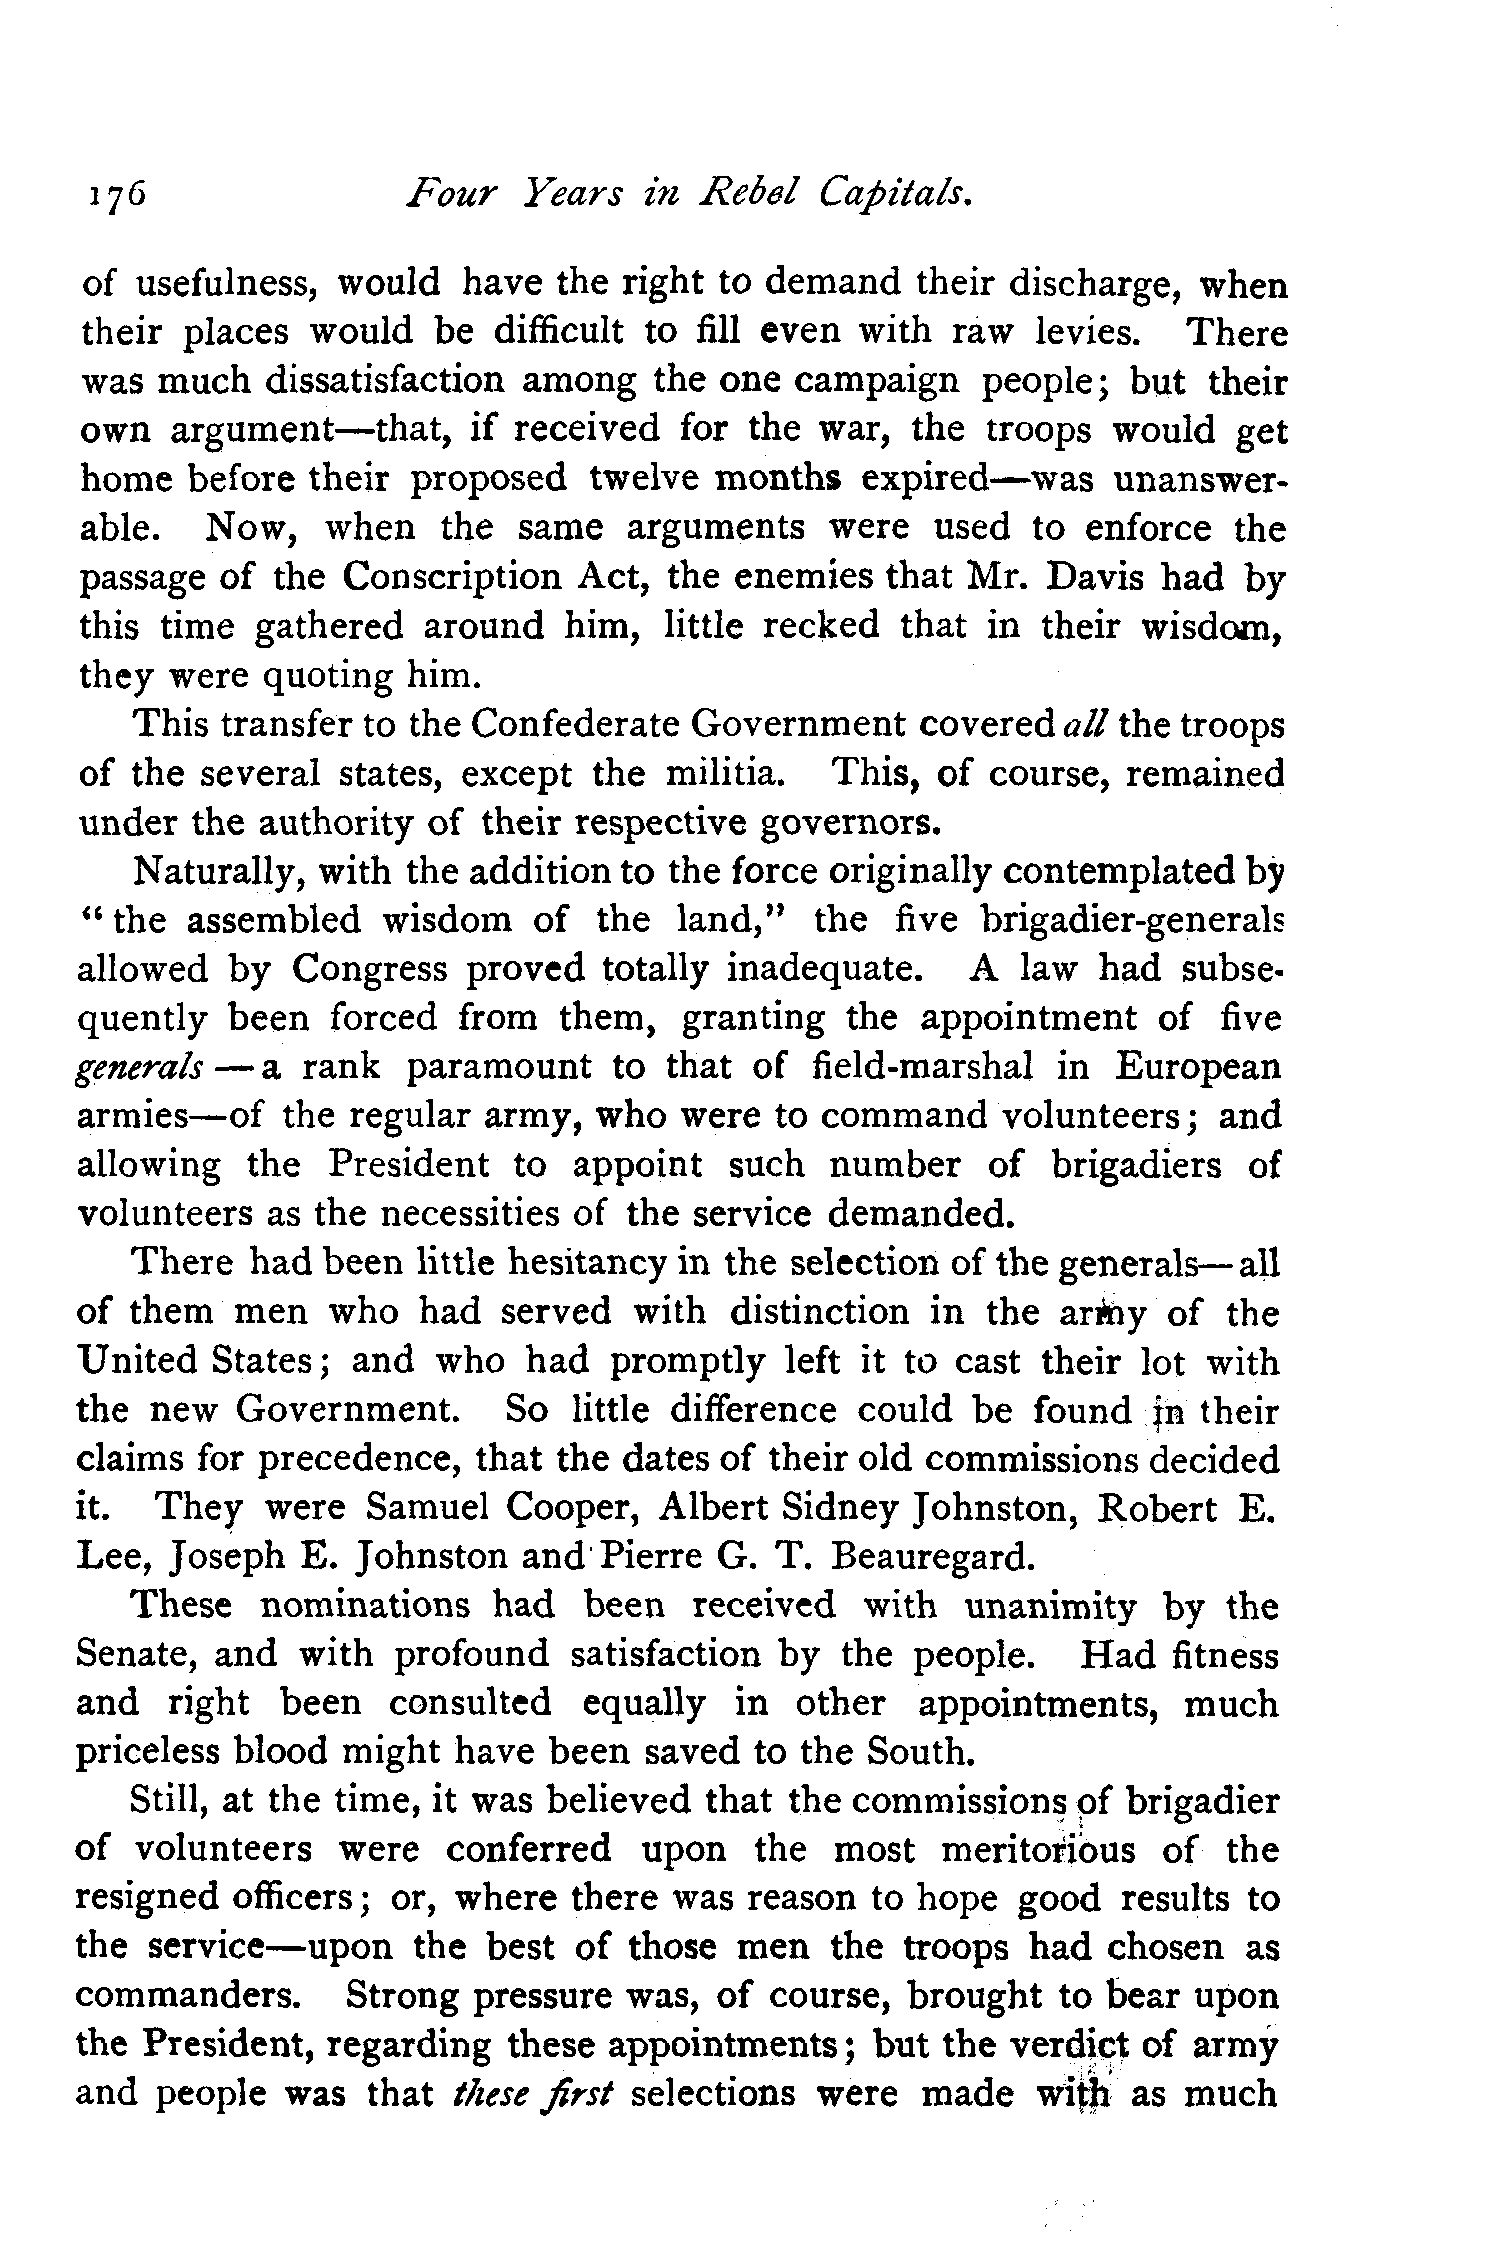 176 Four Years in Rebel Capitals.
of usefulness, would have the right to demand their discharge, when
their places would be difficult to fill even with raw levies. There
was much dissatisfaction among the one campaign people; but their
own argument—that, if received for the war, the troops would get
home before their proposed twelve months expired—was unanswer-
able. Now, when the same arguments were used to enforce the
passage of the Conscription Act, the enemies that Mr. Davis had by
this time gathered around him, little recked that in their wisdom,
they were quoting him.
This transfer to the Confederate Government covered all the troops
of the several states, except the militia. This, of course, remained
under the authority of their respective governors.
Naturally, with the addition to the force originally contemplated by
“the assembled wisdom of the land,” the five brigadier-generals
allowed by Congress proved totally inadequate. A law had subse-
quently been forced from them, granting the appointment of five
generals — a rank paramount to that of field-marshal in European
armies—of the regular army, who were to command volunteers; and
allowing the President to appoint such number of brigadiers of
volunteers as the necessities of the service demanded.
There had been little hesitancy in the selection of the generals—all
of them men who had served with distinction in the army of the
United States; and who had promptly left it to cast their lot with
the new Government. So little difference could be found in their
claims for precedence, that the dates of their old commissions decided
it. They were Samuel Cooper, Albert Sidney Johnston, Robert E.
Lee, Joseph E. Johnston and Pierre G. T. Beauregard.
These nominations had been received with unanimity by the
Senate, and with profound satisfaction by the people. Had fitness
and right been consulted equally in other appointments, much
priceless blood might have been saved to the South.
Still, at the time, it was believed that the commissions of brigadier
of volunteers were conferred upon the most meritorious of the
resigned officers; or, where there was reason to hope good results to
the service—upon the best of those men the troops had chosen as
commanders. Strong pressure was, of course, brought to bear upon
the President, regarding these appointments; but the verdict of army
and people was that these first selections were made with as much